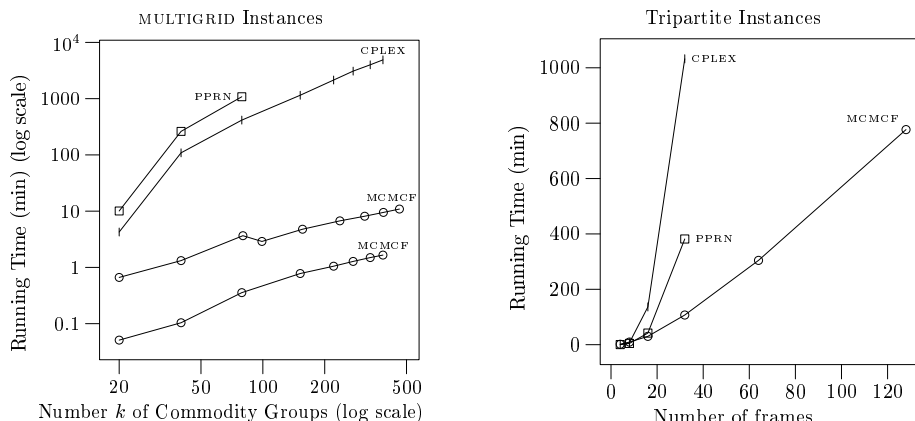 MULTIGRID Instances
10^4
1000
100
10
1
0.1
Running Time (min) (log scale)
CPLEX
PPRN
MCMCF
MCMCF
20
50
100
200
500
Number k of Commodity Groups (log scale)
Tripartite Instances
1000
800
600
400
200
0
Running Time (min)
CPLEX
MCMCF
PPRN
0
20
40
60
80
100
120
Number of frames